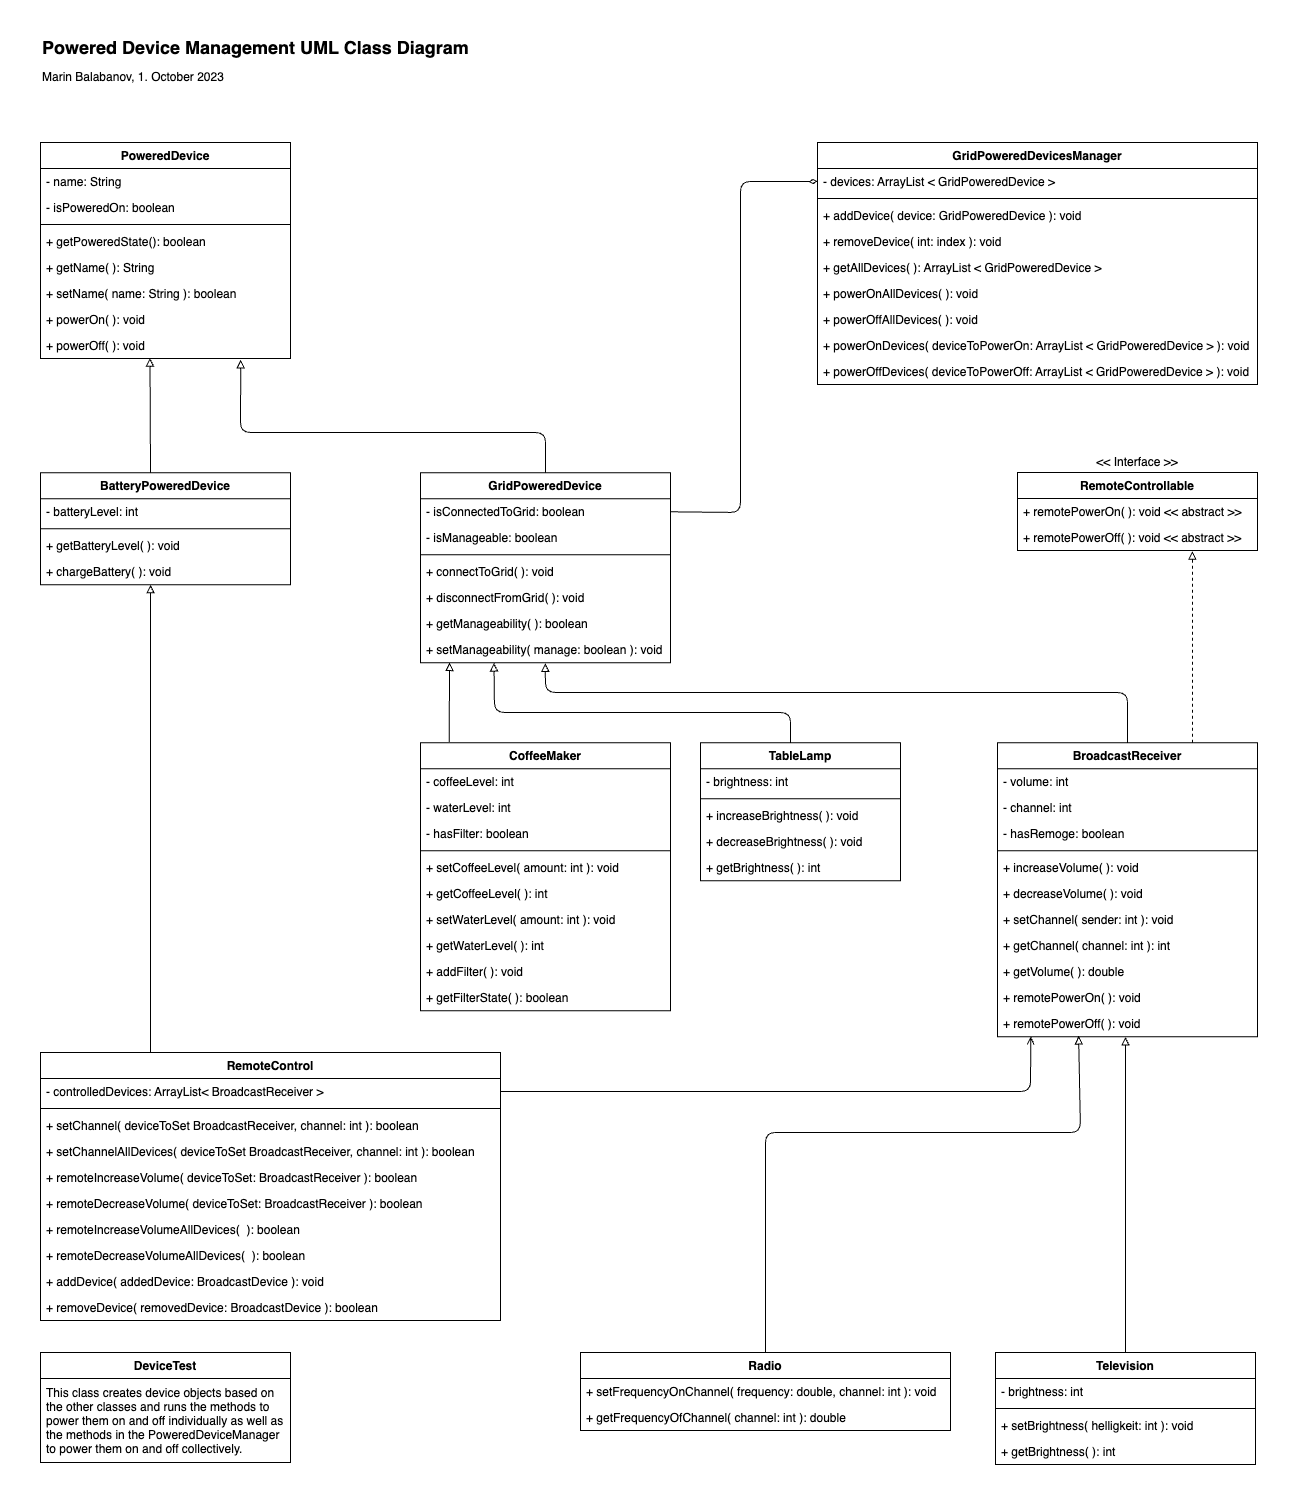 Powered Device Management UML Class Diagram
Marin Balabanov, 1. October 2023
PoweredDevice
- name: String
- isPoweredOn: boolean
+ getPoweredState(): boolean
+ getName( ): String
+ setName( name: String ): boolean
+ powerOn( ): void
+ powerOff( ): void
GridPoweredDevicesManager
- devices: ArrayList < GridPoweredDevice >
+ addDevice( device: GridPoweredDevice ): void
+ removeDevice( int: index ): void
+ getAllDevices( ): ArrayList < GridPoweredDevice >
+ powerOnAllDevices( ): void
+ powerOffAllDevices( ): void
+ powerOnDevices( deviceToPowerOn: ArrayList < GridPoweredDevice > ): void
+ powerOffDevices( deviceToPowerOff: ArrayList < GridPoweredDevice > ): void
BatteryPoweredDevice
- batteryLevel: int
+ getBatteryLevel( ): void
+ chargeBattery( ): void
GridPoweredDevice
- isConnectedToGrid: boolean
- isManageable: boolean
+ connectToGrid( ): void
+ disconnectFromGrid( ): void
+ getManageability( ): boolean
+ setManageability( manage: boolean ): void
<< Interface >>
RemoteControllable
+ remotePowerOn( ): void << abstract >>
+ remotePowerOff( ): void << abstract >>
CoffeeMaker
- coffeeLevel: int
- waterLevel: int
- hasFilter: boolean
+ setCoffeeLevel( amount: int ): void
+ getCoffeeLevel( ): int
+ setWaterLevel( amount: int ): void
+ getWaterLevel( ): int
+ addFilter( ): void
+ getFilterState( ): boolean
TableLamp
- brightness: int
+ increaseBrightness( ): void
+ decreaseBrightness( ): void
+ getBrightness( ): int
BroadcastReceiver
- volume: int
- channel: int
- hasRemoge: boolean
+ increaseVolume( ): void
+ decreaseVolume( ): void
+ setChannel( sender: int ): void
+ getChannel( channel: int ): int
+ getVolume( ): double
+ remotePowerOn( ): void
+ remotePowerOff( ): void
RemoteControl
- controlledDevices: ArrayList< BroadcastReceiver >
+ setChannel( deviceToSet BroadcastReceiver, channel: int ): boolean
+ setChannelAllDevices( deviceToSet BroadcastReceiver, channel: int ): boolean
+ remoteIncreaseVolume( deviceToSet: BroadcastReceiver ): boolean
+ remoteDecreaseVolume( deviceToSet: BroadcastReceiver ): boolean
+ remoteIncreaseVolumeAllDevices(  ): boolean
+ remoteDecreaseVolumeAllDevices(  ): boolean
+ addDevice( addedDevice: BroadcastDevice ): void
+ removeDevice( removedDevice: BroadcastDevice ): boolean
DeviceTest
This class creates device objects based on
the other classes and runs the methods to
power them on and off individually as well as
the methods in the PoweredDeviceManager
to power them on and off collectively.
Radio
+ setFrequencyOnChannel( frequency: double, channel: int ): void
+ getFrequencyOfChannel( channel: int ): double
Television
- brightness: int
+ setBrightness( helligkeit: int ): void
+ getBrightness( ): int